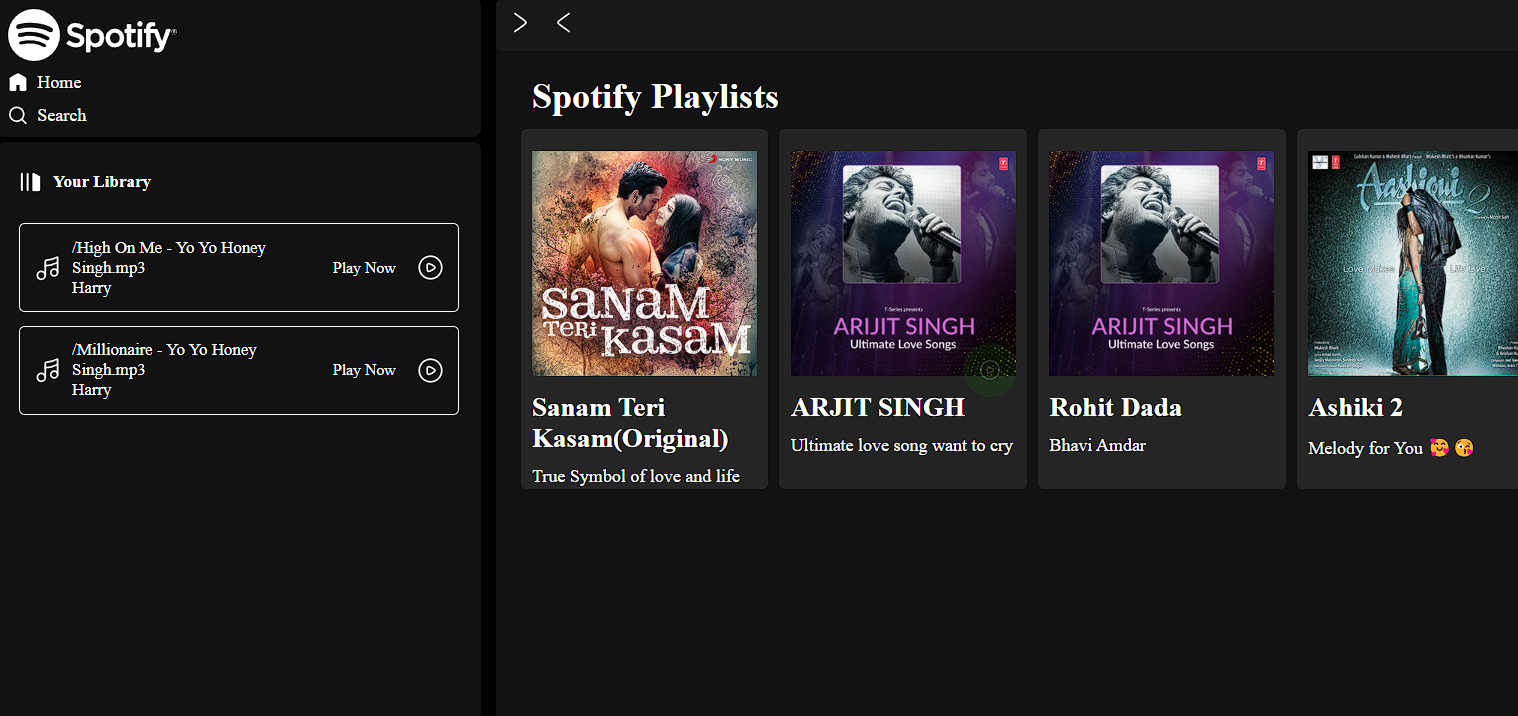 Spotify®
Home
Search
Your Library
/High On Me - Yo Yo Honey
Singh.mp3
Harry
Play Now
/Millionaire - Yo Yo Honey
Singh.mp3
Harry
Play Now
Spotify Playlists
SONY MUSIC
SANAM
TERI KASAM
Sanam Teri
Kasam(Original)
True Symbol of love and life
T-Series presents
ARIJIT SINGH
Ultimate Love Songs
ARJIT SINGH
Ultimate love song want to cry
T-Series presents
ARIJIT SINGH
Ultimate Love Songs
Rohit Dada
Bhavi Amdar
Aashiqui 2
Love Makes Life Live
Ashiki 2
Melody for You 🥰 😘